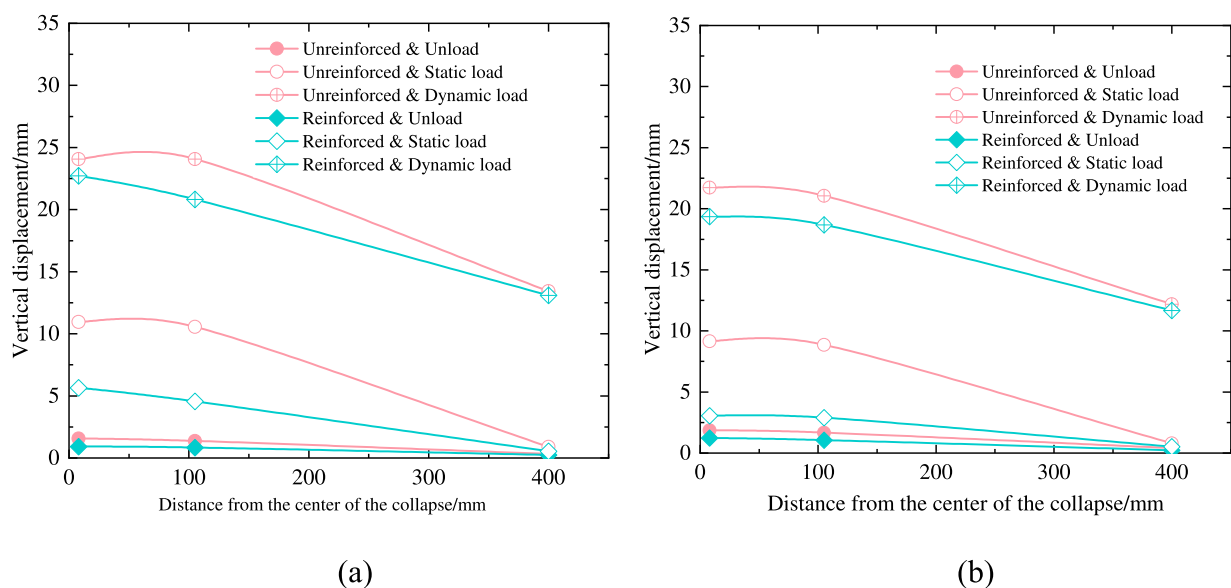 35
30
25
20
15
10
5
0
Vertical displacement/mm
Unreinforced & Unload
Unreinforced & Static load
Unreinforced & Dynamic load
Reinforced & Unload
Reinforced & Static load
Reinforced & Dynamic load
0 100 200 300 400
Distance from the center of the collapse/mm
(a)
35
30
25
20
15
10
5
0
Vertical displacement/mm
Unreinforced & Unload
Unreinforced & Static load
Unreinforced & Dynamic load
Reinforced & Unload
Reinforced & Static load
Reinforced & Dynamic load
0 100 200 300 400
Distance from the center of the collapse/mm
(b)